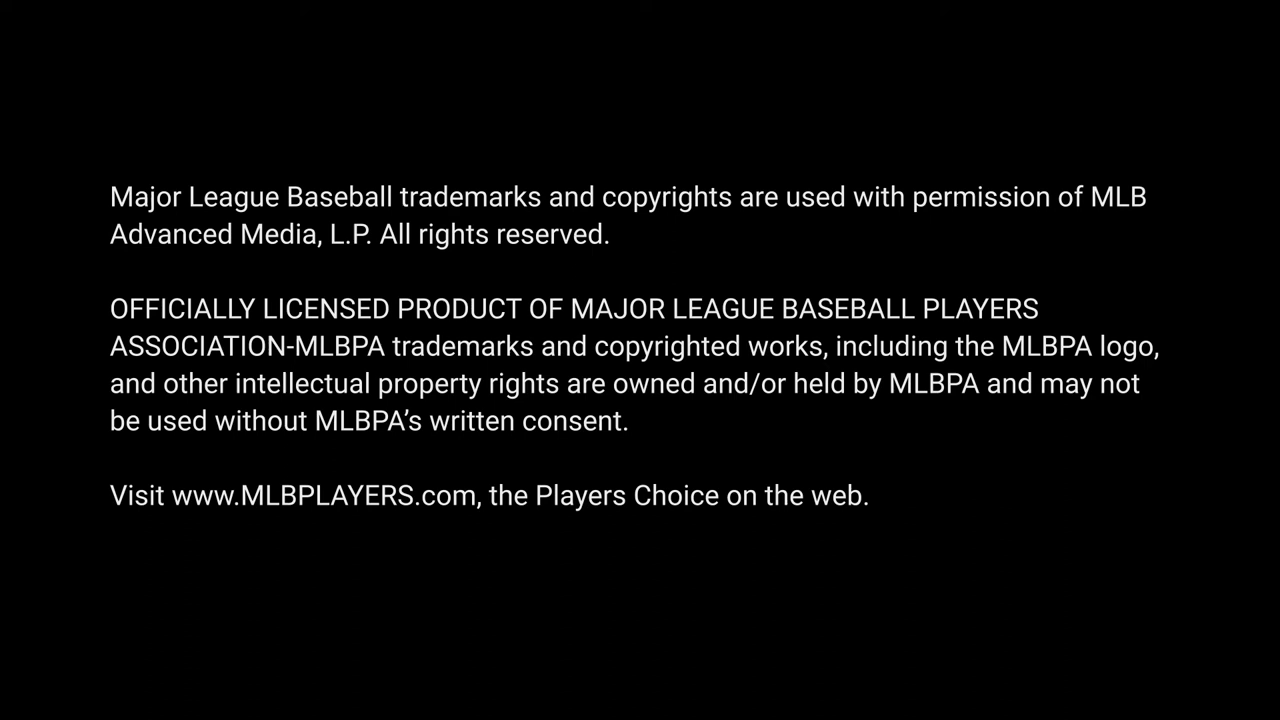 Major League Baseball trademarks and copyrights are used with permission of MLB
Advanced Media, L.P. All rights reserved.
OFFICIALLY LICENSED PRODUCT OF MAJOR LEAGUE BASEBALL PLAYERS
ASSOCIATION-MLBPA trademarks and copyrighted works, including the MLBPA logo,
and other intellectual property rights are owned and/or held by MLBPA and may not
be used without MLBPA’s written consent.
Visit www.MLBPLAYERS.com, the Players Choice on the web.